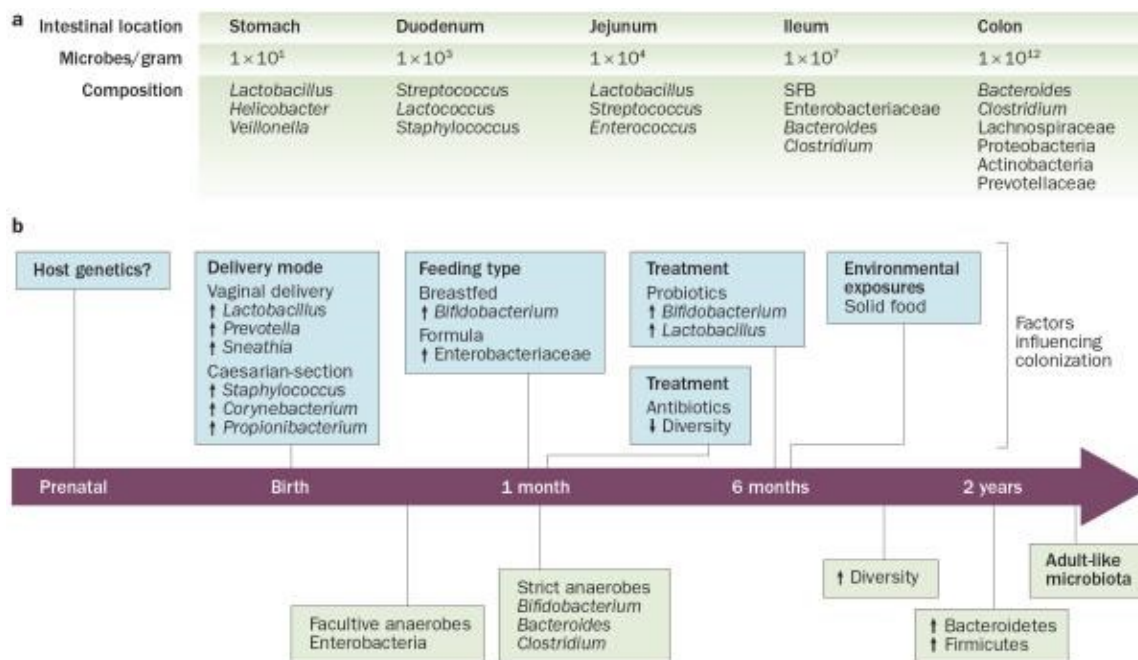 a
Intestinal location Stomach Duodenum Jejunum Ileum Colon
Microbes/gram 1×10¹ 1×10³ 1×10⁴ 1×10⁷ 1×10¹²
Composition Lactobacillus Streptococcus Lactobacillus SFB Bacteroides
Helicobacter Lactococcus Streptococcus Enterobacteriaceae Clostridium
Veillonella Staphylococcus Enterococcus Bacteroides Lachnospiraceae
Clostridium Proteobacteria
Actinobacteria
Prevotellaceae
b
Host genetics?
Delivery mode
Vaginal delivery
↑ Lactobacillus
↑ Prevotella
↑ Sneathia
Caesarian-section
↑ Staphylococcus
↑ Corynebacterium
↑ Propionibacterium
Feeding type
Breastfed
↑ Bifidobacterium
Formula
↑ Enterobacteriaceae
Treatment
Probiotics
↑ Bifidobacterium
↑ Lactobacillus
Treatment
Antibiotics
↓ Diversity
Environmental
exposures
Solid food
Factors
influencing
colonization
Prenatal Birth 1 month 6 months 2 years
Facultive anaerobes
Enterobacteria
Strict anaerobes
Bifidobacterium
Bacteroides
Clostridium
↑ Diversity
↑ Bacteroidetes
↑ Firmicutes
Adult-like
microbiota